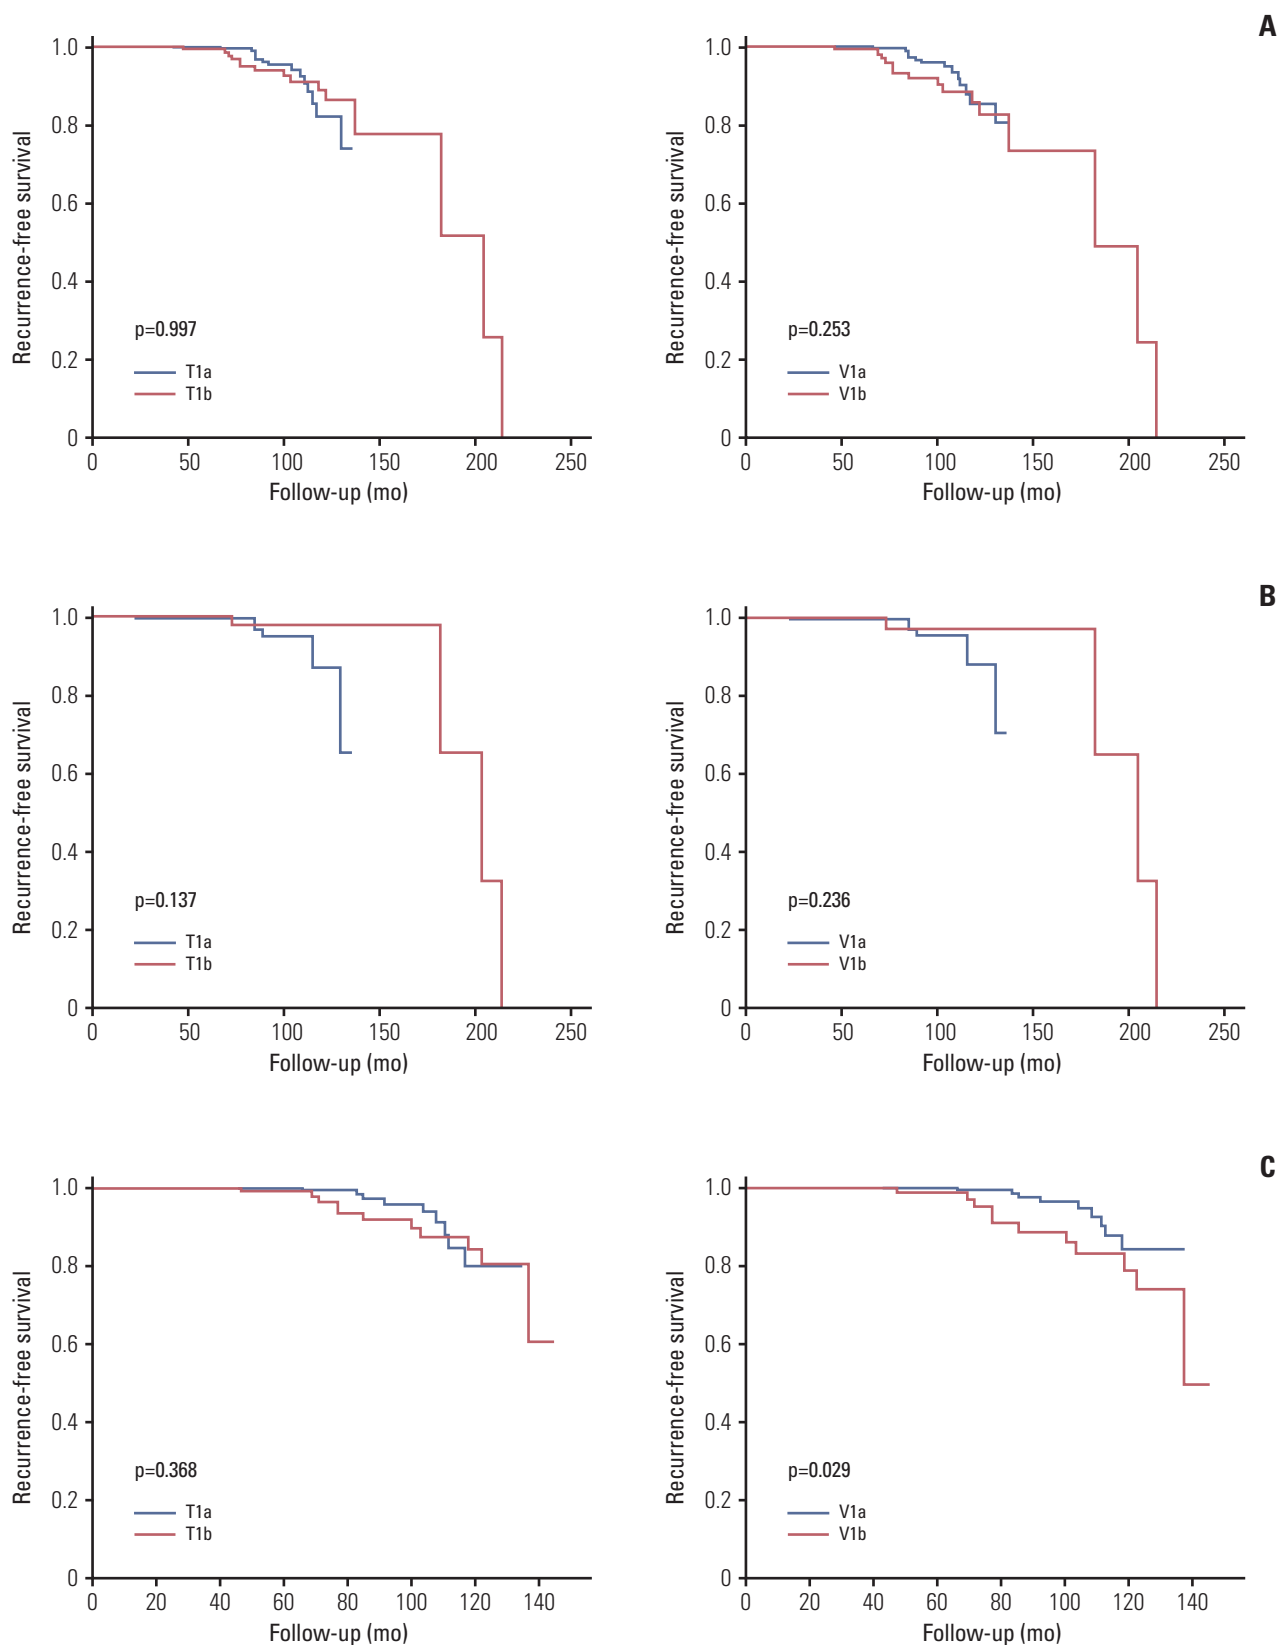 A
Recurrence-free survival
1.0
0.8
0.6
0.4
0.2
0
p=0.997
T1a
T1b
0 50 100 150 200 250
Follow-up (mo)
Recurrence-free survival
1.0
0.8
0.6
0.4
0.2
0
p=0.253
V1a
V1b
0 50 100 150 200 250
Follow-up (mo)
B
Recurrence-free survival
1.0
0.8
0.6
0.4
0.2
0
p=0.137
T1a
T1b
0 50 100 150 200 250
Follow-up (mo)
Recurrence-free survival
1.0
0.8
0.6
0.4
0.2
0
p=0.236
V1a
V1b
0 50 100 150 200 250
Follow-up (mo)
C
Recurrence-free survival
1.0
0.8
0.6
0.4
0.2
0
p=0.368
T1a
T1b
0 20 40 60 80 100 120 140
Follow-up (mo)
Recurrence-free survival
1.0
0.8
0.6
0.4
0.2
0
p=0.029
V1a
V1b
0 20 40 60 80 100 120 140
Follow-up (mo)